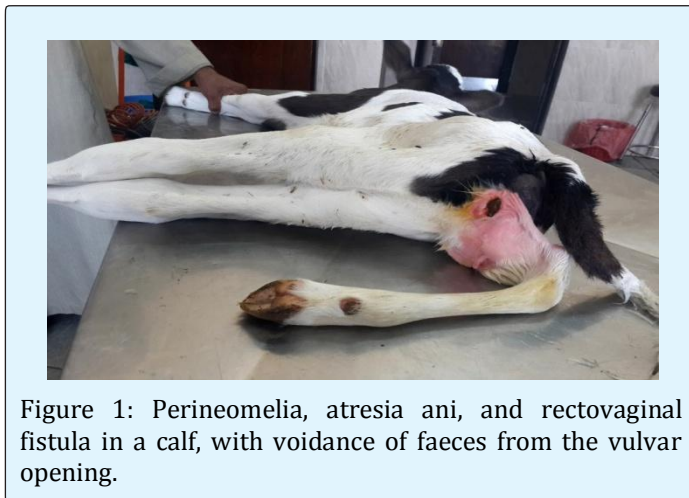 Figure 1: Perineomelia, atresia ani, and rectovaginal
fistula in a calf, with voidance of faeces from the vulvar
opening.